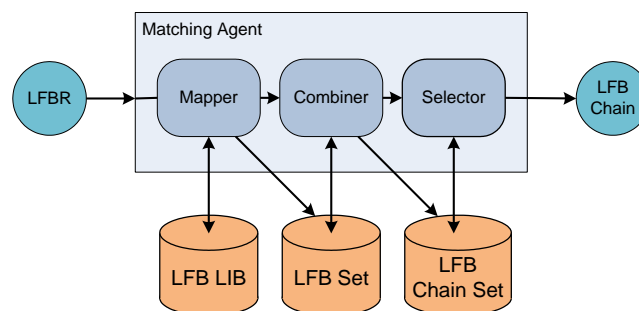 Matching Agent
LFBR
Mapper
Combiner
Selector
LFB
Chain
LFB LIB
LFB Set
LFB
Chain Set